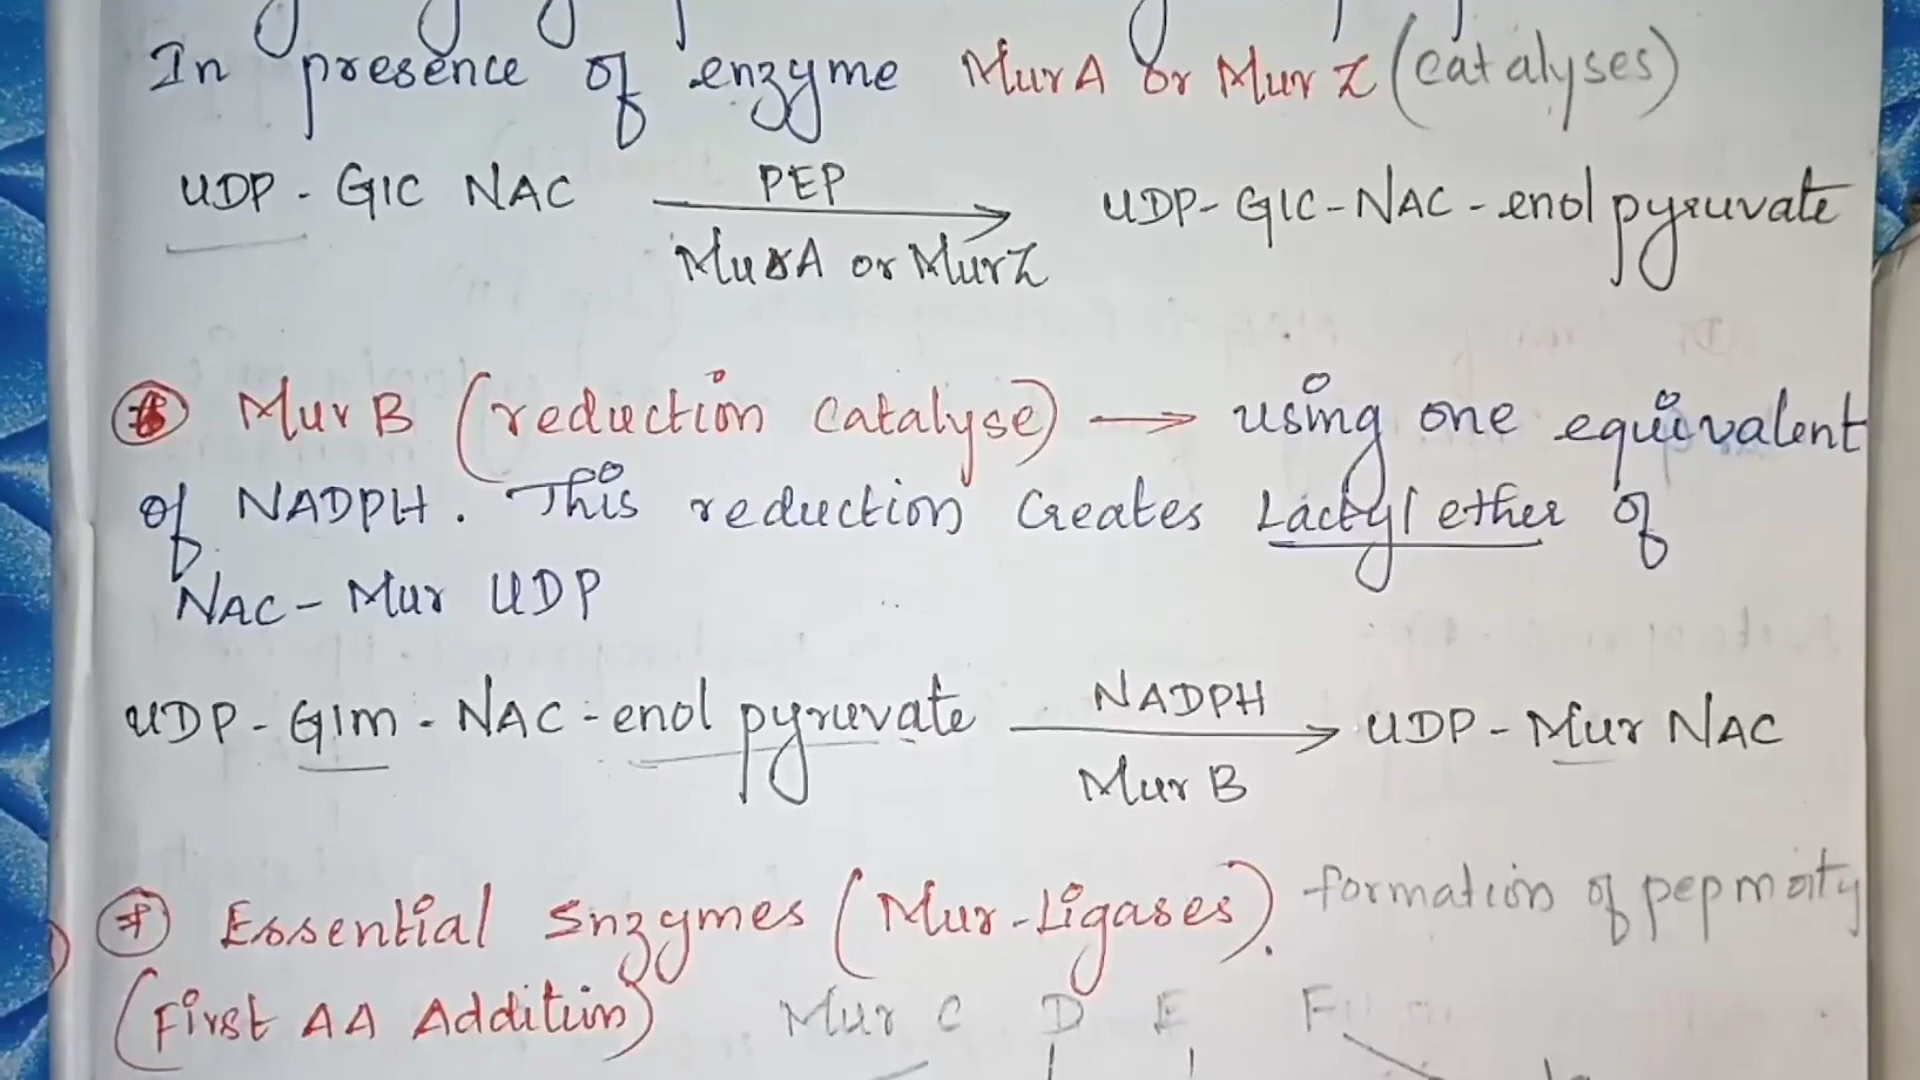 In presence of enzyme MurA or Mur Z (catalyses)
UDP - GlC NAC PEP UDP- GlC-NAC - enol pyruvate
MurA or MurZ
MurB (reduction catalyse) → using one equivalent
of NADPH. This reduction creates Lactyl ether of
NAC- Mur UDP
UDP - Glm - NAC - enol pyruvate NADPH UDP - Mur NAC
Mur B
Essential Enzymes (Mur-Ligases). formation of pep moity
(First AA Addition) Mur C D E F